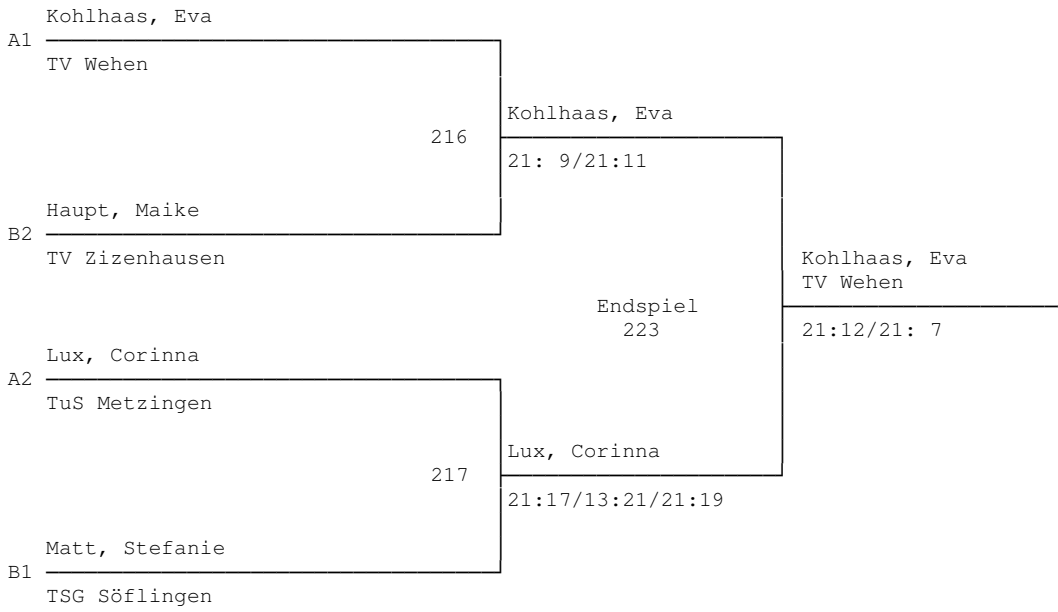 Kohlhaas, Eva
A1
TV Wehen
Kohlhaas, Eva
216
21: 9/21:11
Haupt, Maike
B2
TV Zizenhausen
Kohlhaas, Eva
TV Wehen
Endspiel
223
21:12/21: 7
Lux, Corinna
A2
TuS Metzingen
Lux, Corinna
217
21:17/13:21/21:19
Matt, Stefanie
B1
TSG Söflingen